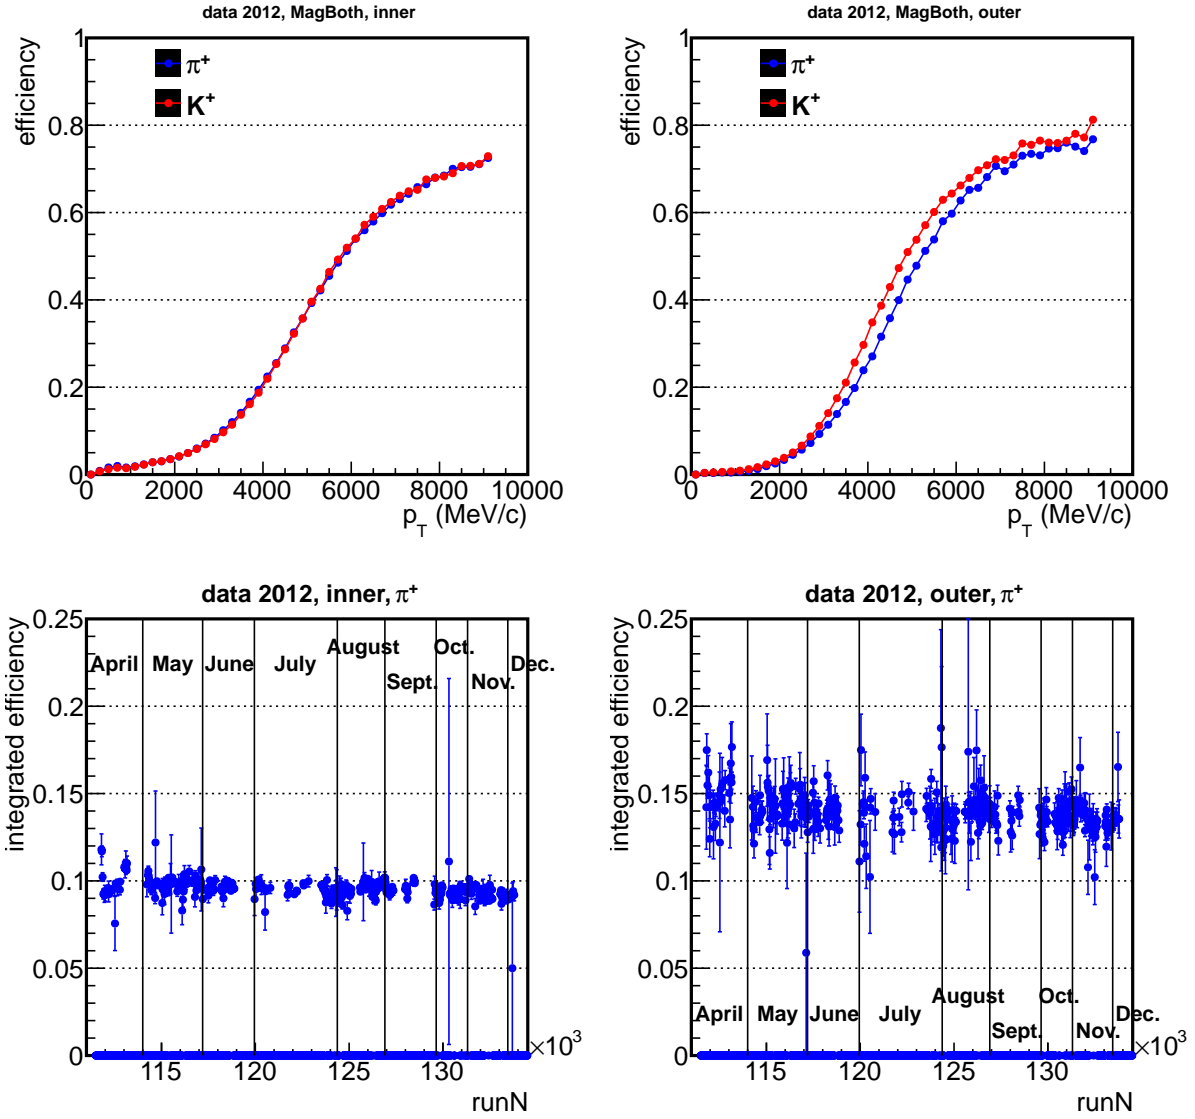 data 2012, MagBoth, inner
efficiency
1
0.8
0.6
0.4
0.2
0
π+
K+
0 2000 4000 6000 8000 10000
p_T (MeV/c)
data 2012, MagBoth, outer
efficiency
1
0.8
0.6
0.4
0.2
0
π+
K+
0 2000 4000 6000 8000 10000
p_T (MeV/c)
data 2012, inner, π+
integrated efficiency
0.25
0.2
0.15
0.1
0.05
0
April May June July August Sept. Oct. Nov. Dec.
115 120 125 130
×10³
runN
data 2012, outer, π+
integrated efficiency
0.25
0.2
0.15
0.1
0.05
0
April May June July August Sept. Oct. Nov. Dec.
115 120 125 130
×10³
runN